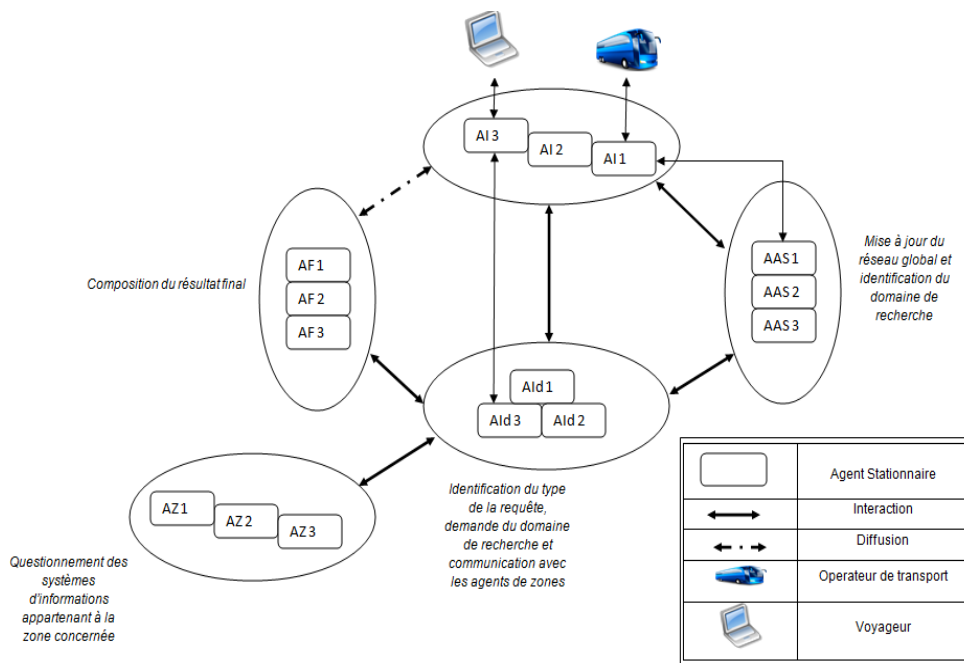 AI 3
AI 2
AI 1
AF 1
AF 2
AF 3
Composition du résultat final
AAS 1
AAS 2
AAS 3
Mise à jour du
réseau global et
identification du
domaine de
recherche
AId 1
AId 3
AId 2
AZ 1
AZ 2
AZ 3
Identification du type
de la requête,
demande du domaine
de recherche et
communication avec
les agents de zones
Questionnement des
systèmes
d'informations
appartenant à la
zone concernée
Agent Stationnaire
Interaction
Diffusion
Operateur de transport
Voyageur